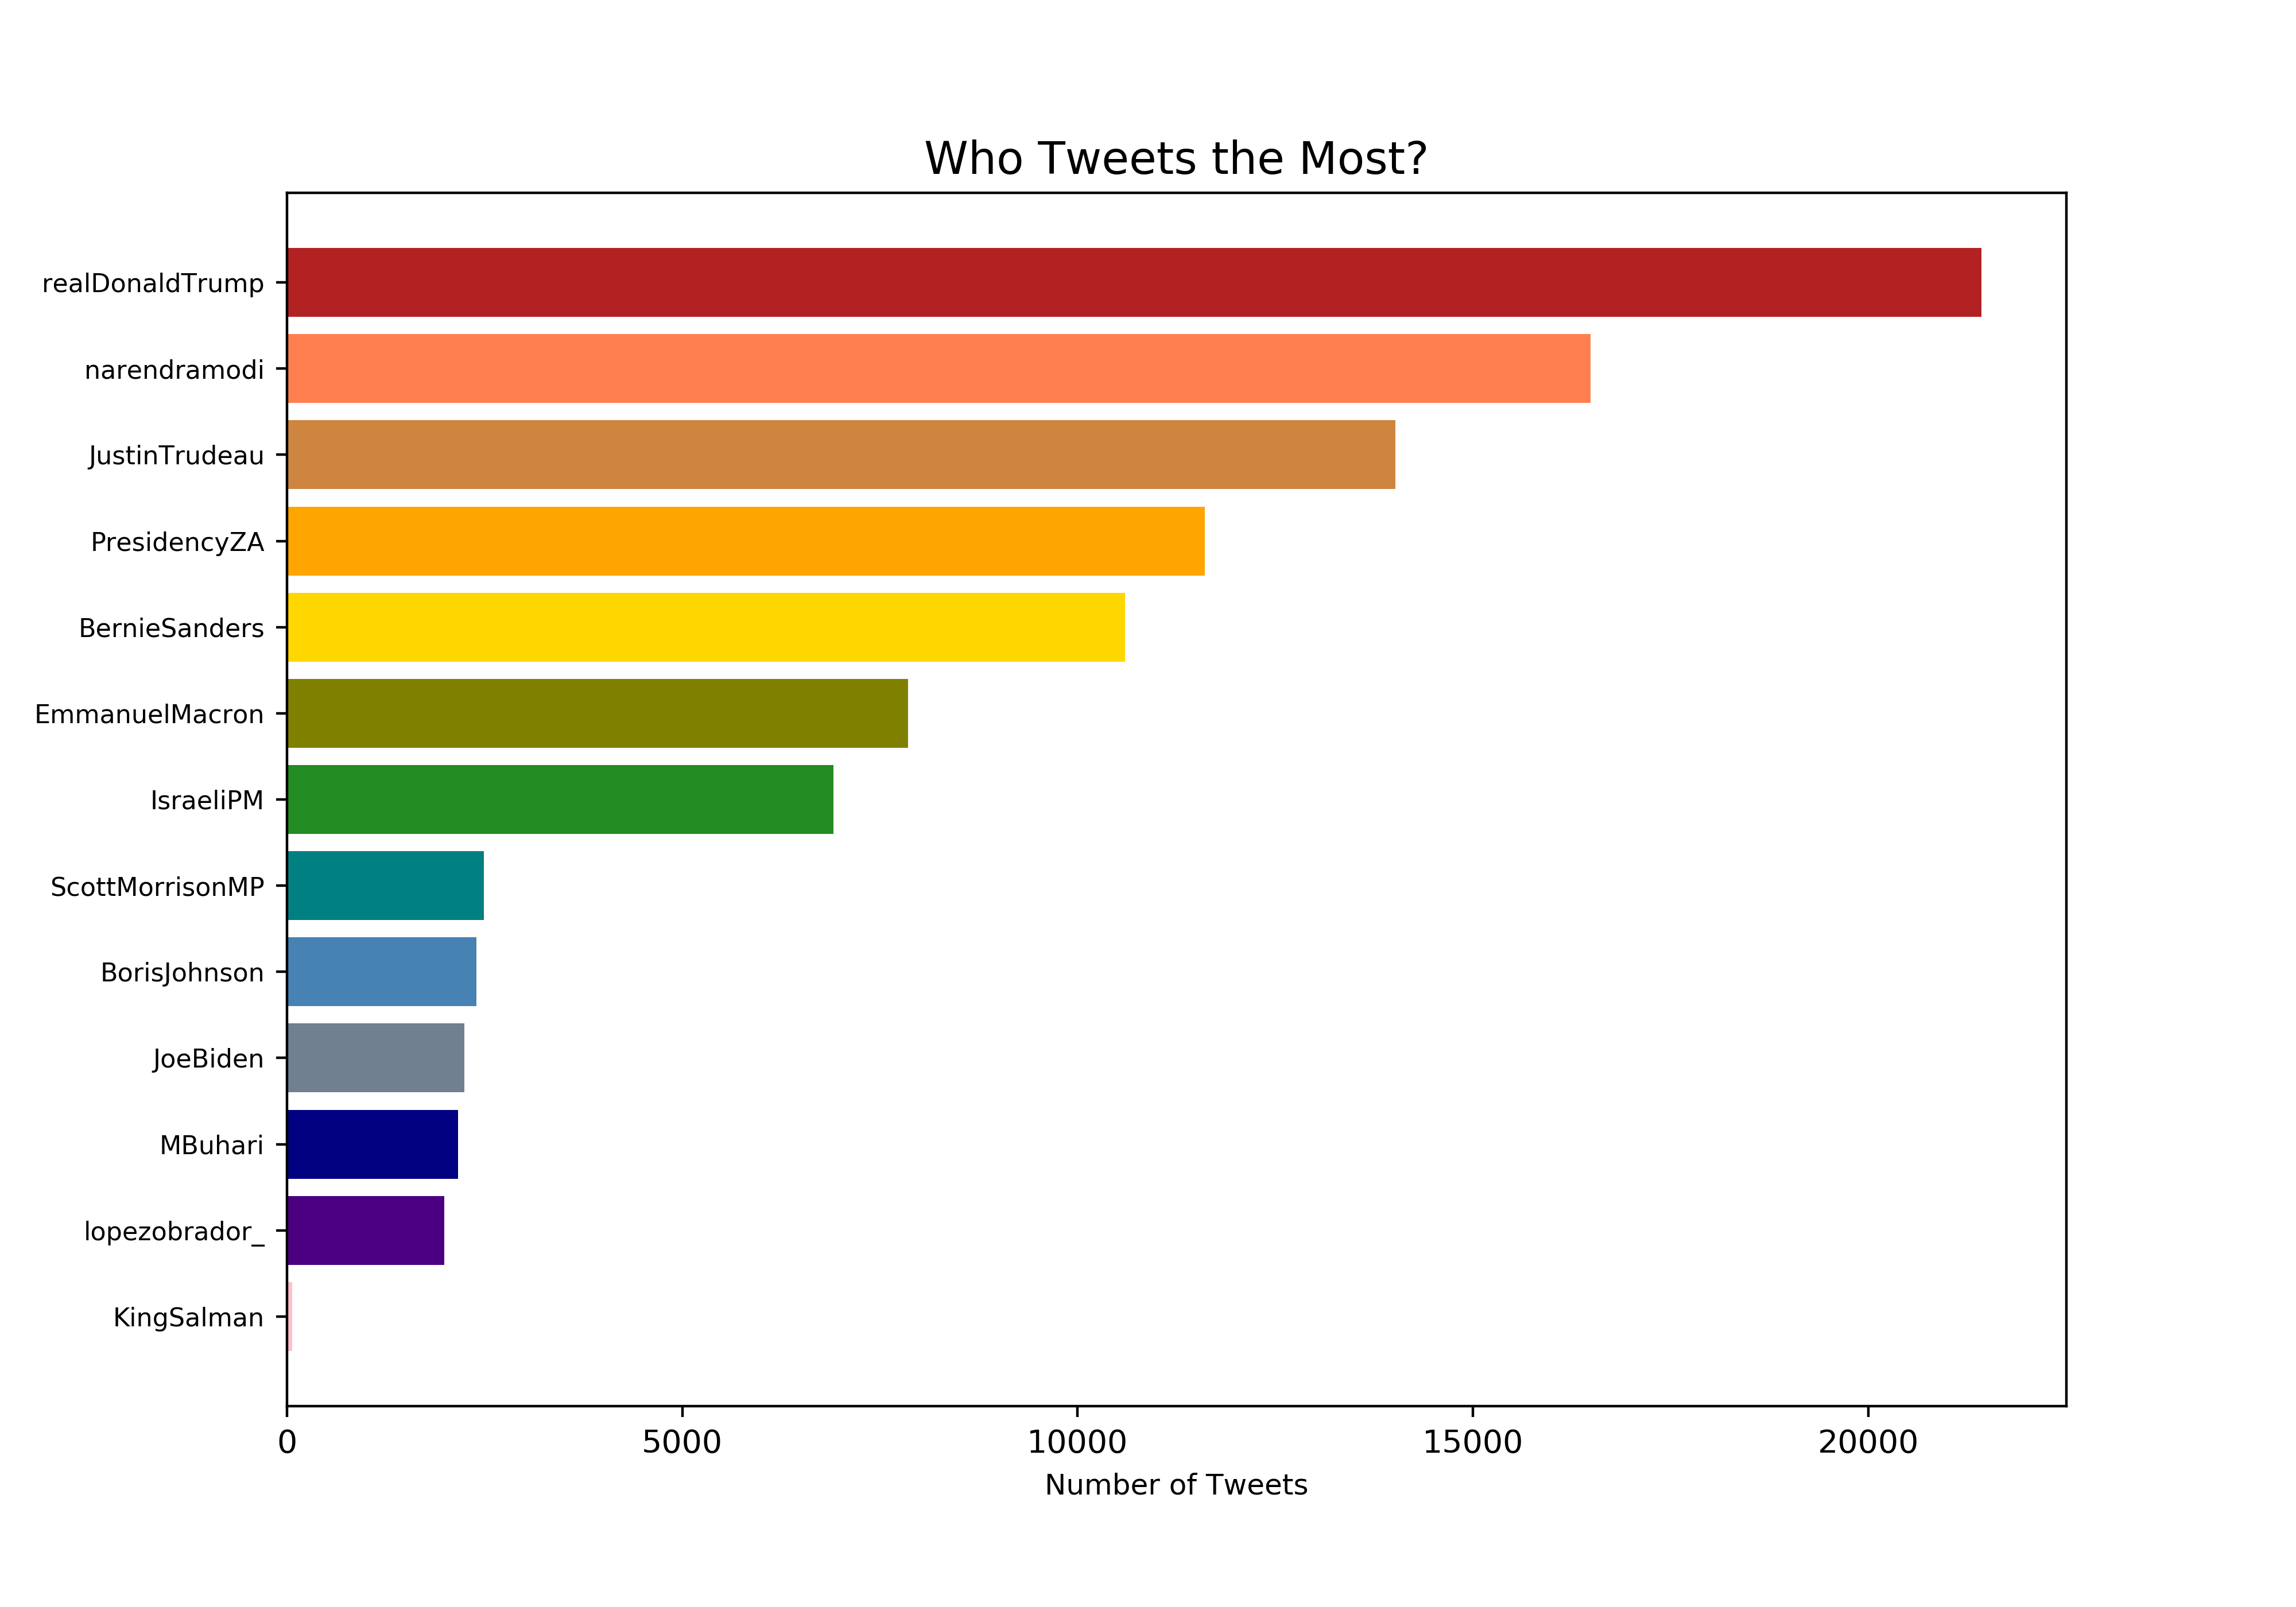 Who Tweets the Most?
realDonaldTrump
narendramodi
JustinTrudeau
PresidencyZA
BernieSanders
EmmanuelMacron
IsraeliPM
ScottMorrisonMP
BorisJohnson
JoeBiden
MBuhari
lopezobrador_
KingSalman
0 5000 10000 15000 20000
Number of Tweets